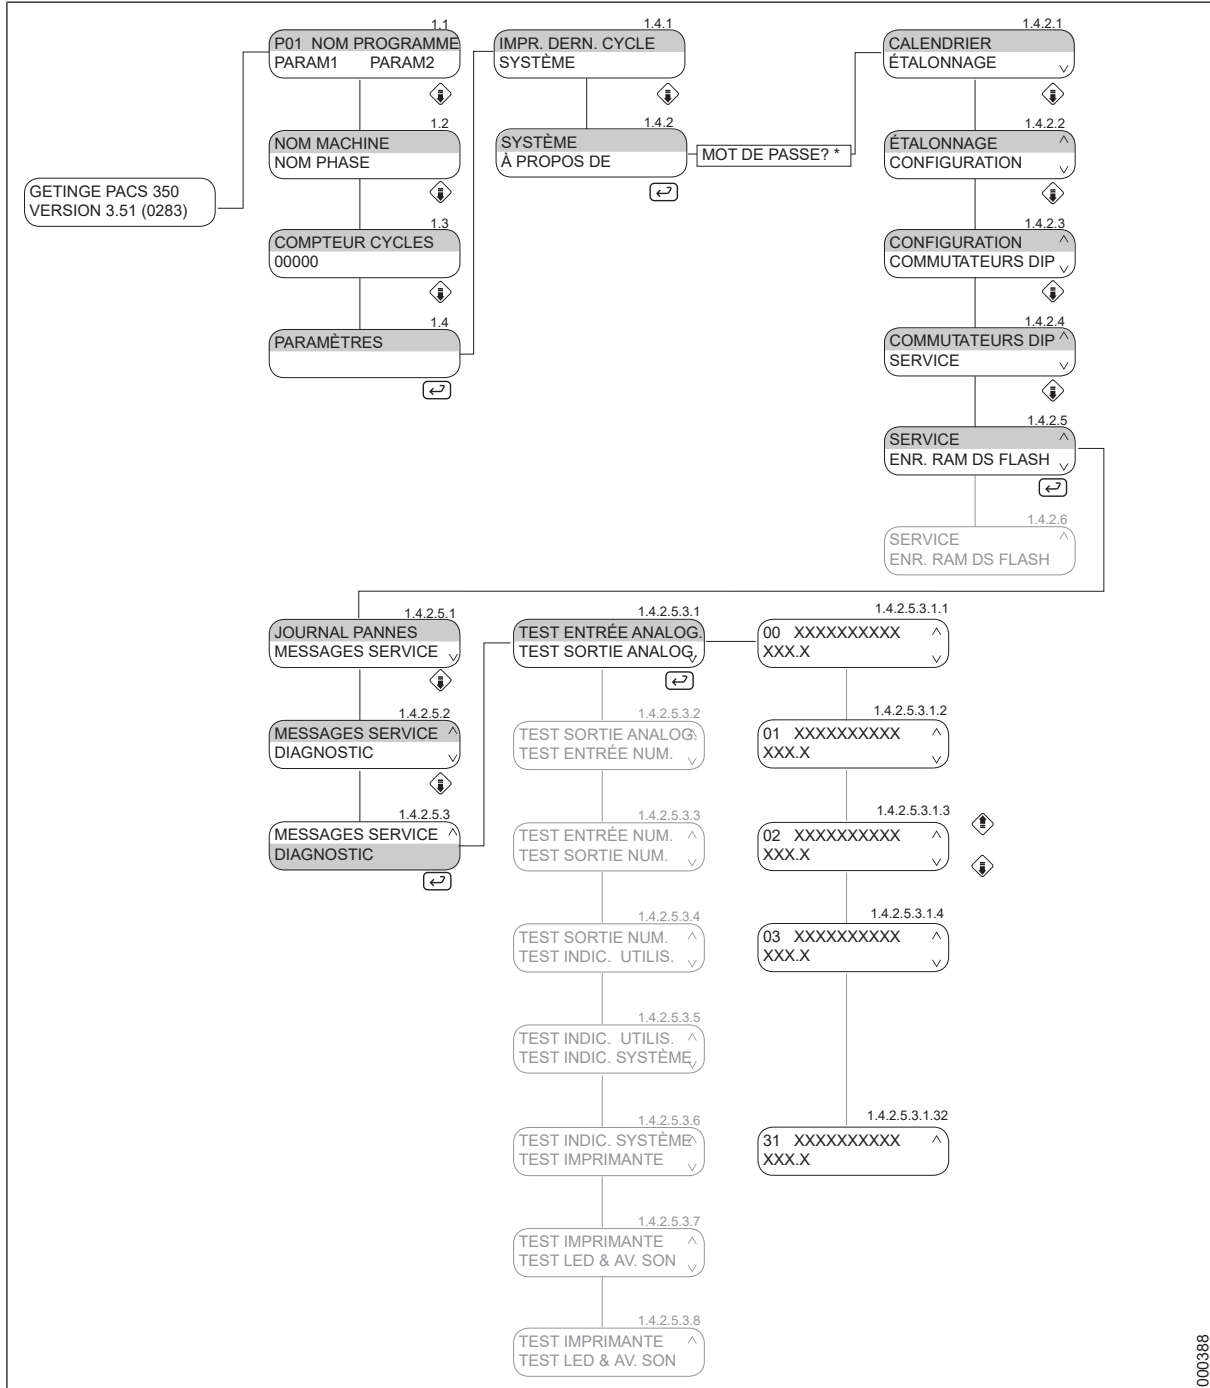 GETINGE PACS 350
VERSION 3.51 (0283)
1.1
P01 NOM PROGRAMME
PARAM1 PARAM2
1.2
NOM MACHINE
NOM PHASE
1.3
COMPTEUR CYCLES
00000
1.4
PARAMÈTRES
1.4.1
IMPR. DERN. CYCLE
SYSTÈME
1.4.2
SYSTÈME
À PROPOS DE
MOT DE PASSE? *
1.4.2.1
CALENDRIER
ÉTALONNAGE
1.4.2.2
ÉTALONNAGE
CONFIGURATION
1.4.2.3
CONFIGURATION
COMMUTATEURS DIP
1.4.2.4
COMMUTATEURS DIP
SERVICE
1.4.2.5
SERVICE
ENR. RAM DS FLASH
1.4.2.6
SERVICE
ENR. RAM DS FLASH
1.4.2.5.1
JOURNAL PANNES
MESSAGES SERVICE
1.4.2.5.2
MESSAGES SERVICE
DIAGNOSTIC
1.4.2.5.3
MESSAGES SERVICE
DIAGNOSTIC
1.4.2.5.3.1
TEST ENTRÉE ANALOG.
TEST SORTIE ANALOG.
1.4.2.5.3.2
TEST SORTIE ANALOG.
TEST ENTRÉE NUM.
1.4.2.5.3.3
TEST ENTRÉE NUM.
TEST SORTIE NUM.
1.4.2.5.3.4
TEST SORTIE NUM.
TEST INDIC. UTILIS.
1.4.2.5.3.5
TEST INDIC. UTILIS.
TEST INDIC. SYSTÈME
1.4.2.5.3.6
TEST INDIC. SYSTÈME
TEST IMPRIMANTE
1.4.2.5.3.7
TEST IMPRIMANTE
TEST LED & AV. SON
1.4.2.5.3.8
TEST IMPRIMANTE
TEST LED & AV. SON
1.4.2.5.3.1.1
00 XXXXXXXXXX
XXX.X
1.4.2.5.3.1.2
01 XXXXXXXXXX
XXX.X
1.4.2.5.3.1.3
02 XXXXXXXXXX
XXX.X
1.4.2.5.3.1.4
03 XXXXXXXXXX
XXX.X
1.4.2.5.3.1.32
31 XXXXXXXXXX
XXX.X
000388